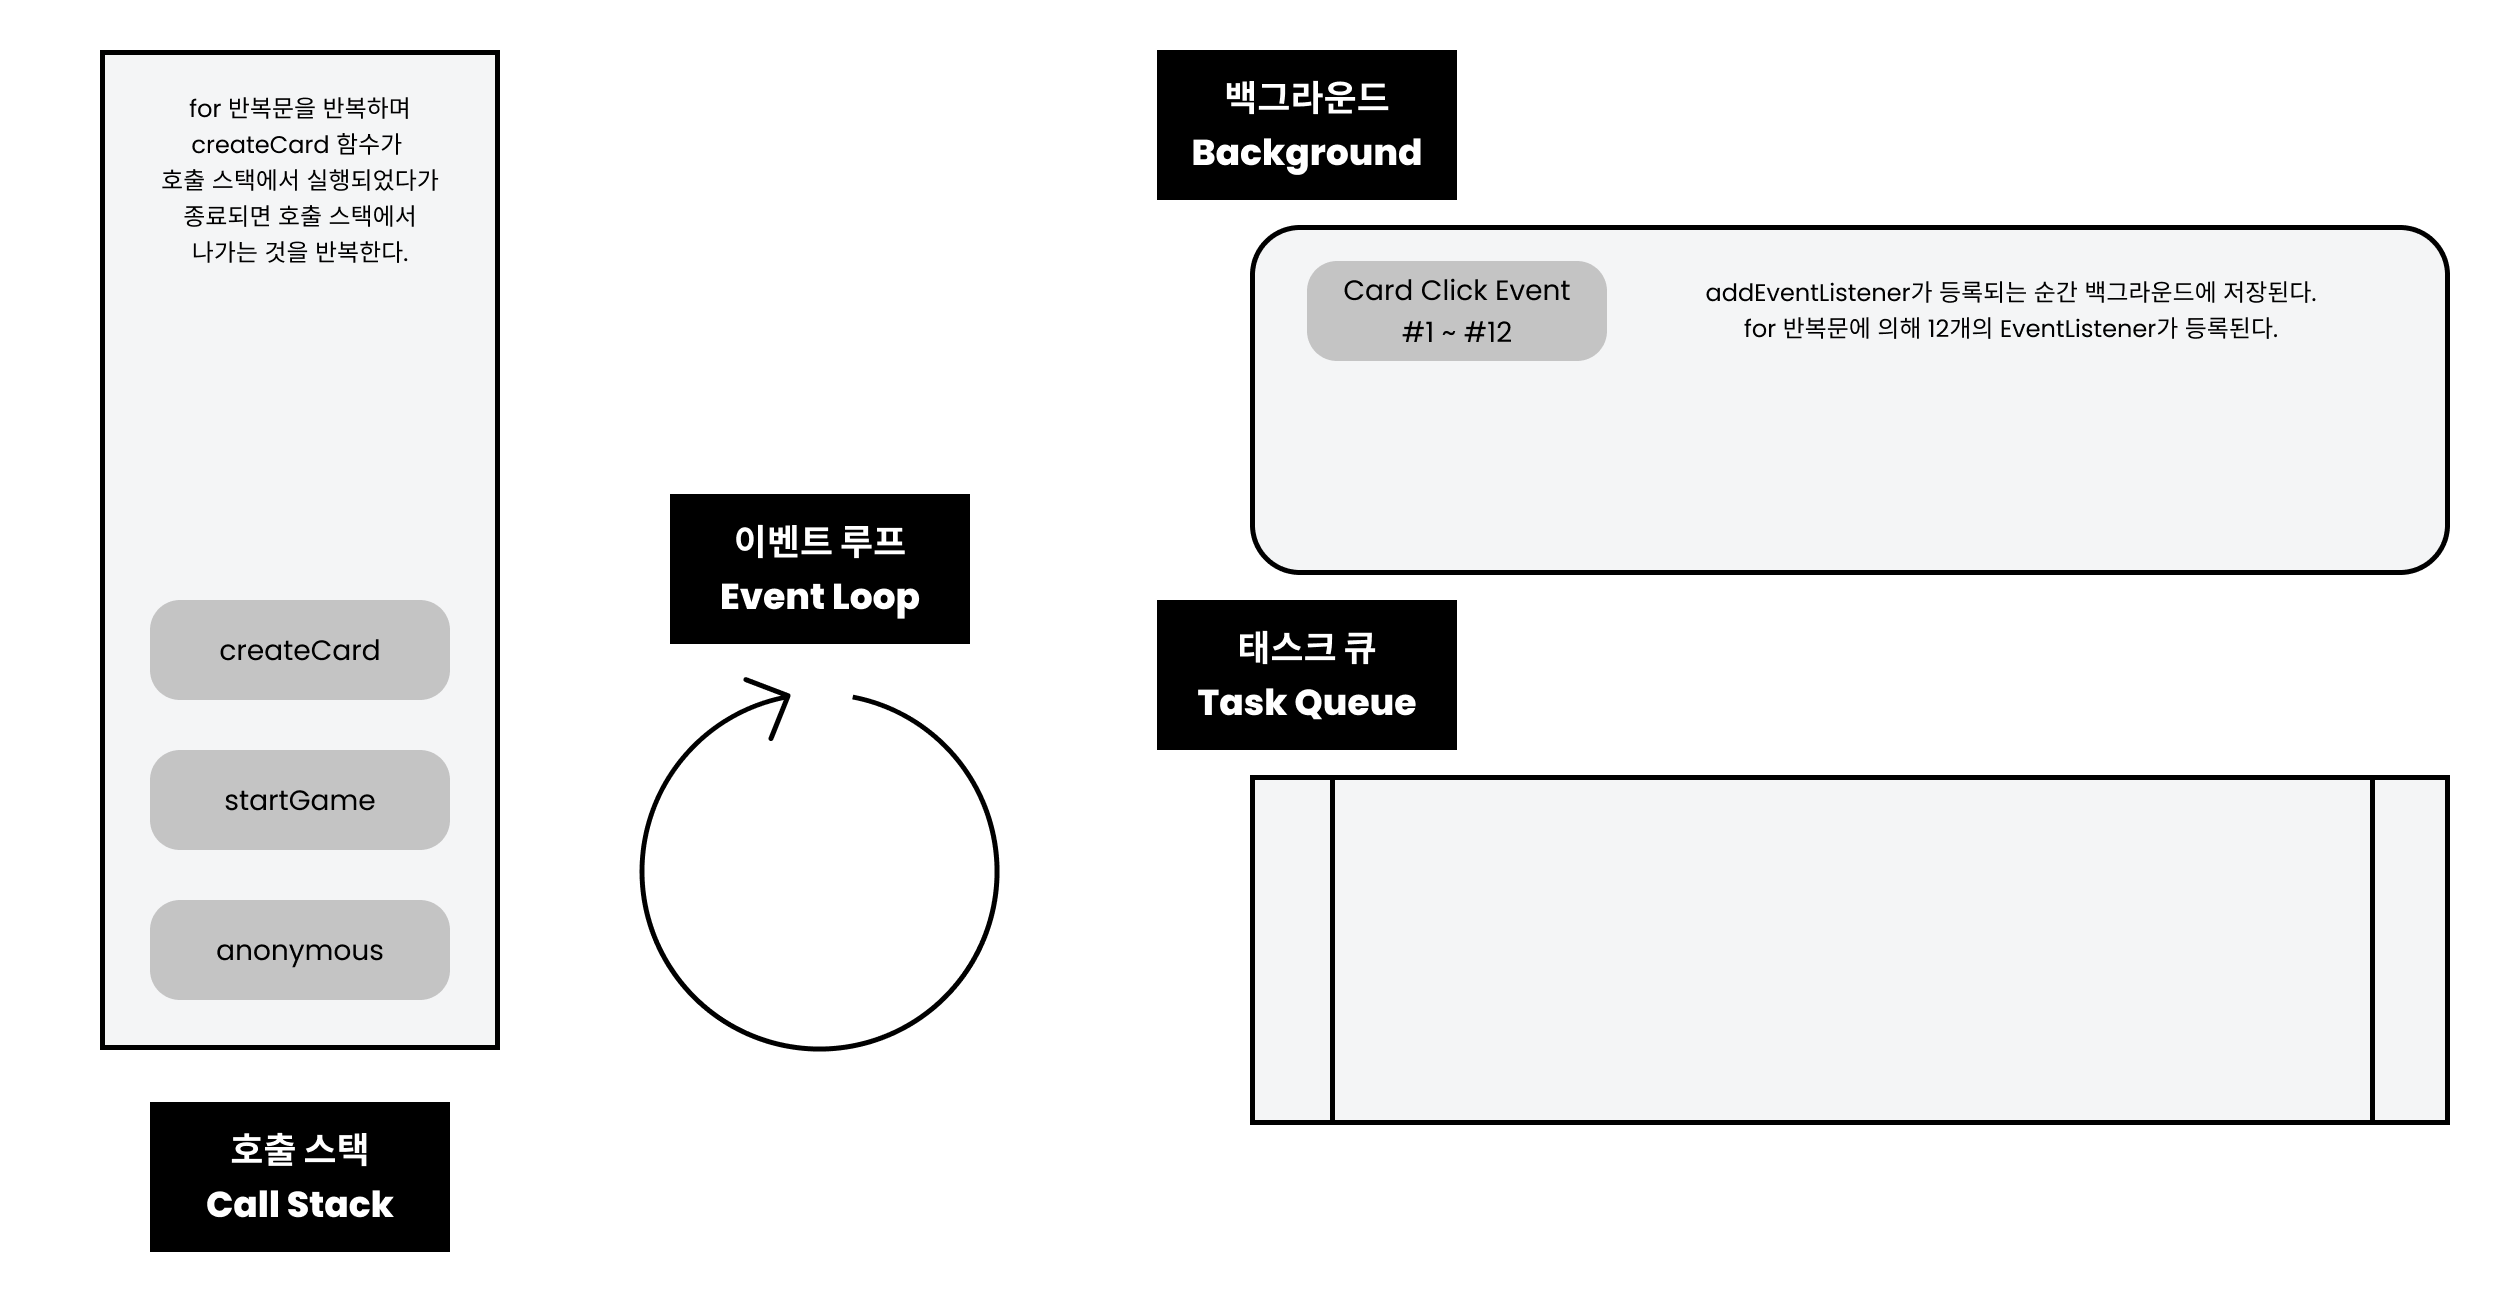 for 반복문을 반복하며
createCard 함수가
호출 스택에서 실행되었다가
종료되면 호출 스택에서
나가는 것을 반복한다.
createCard
startGame
anonymous
호출 스택
Call Stack
이벤트 루프
Event Loop
백그라운드
Background
Card Click Event
#1 ~ #12
addEventListener가 등록되는 순간 백그라운드에 저장된다.
for 반복문에 의해 12개의 EventListener가 등록된다.
태스크 큐
Task Queue